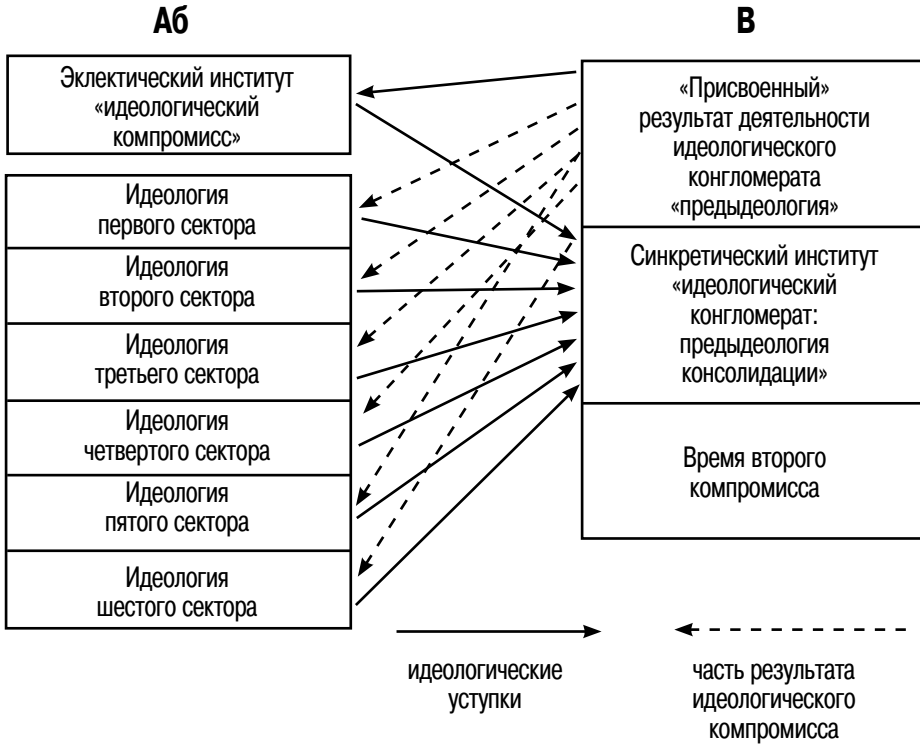 Аб
Эклектический институт
«идеологический
компромисс»
Идеология
первого сектора
Идеология
второго сектора
Идеология
третьего сектора
Идеология
четвертого сектора
Идеология
пятого сектора
Идеология
шестого сектора
В
«Присвоенный»
результат деятельности
идеологического
конгломерата
«предыдеология»
Синкретический институт
«идеологический
конгломерат:
предыдеология
консолидации»
Время второго
компромисса
идеологические
уступки
часть результата
идеологического
компромисса